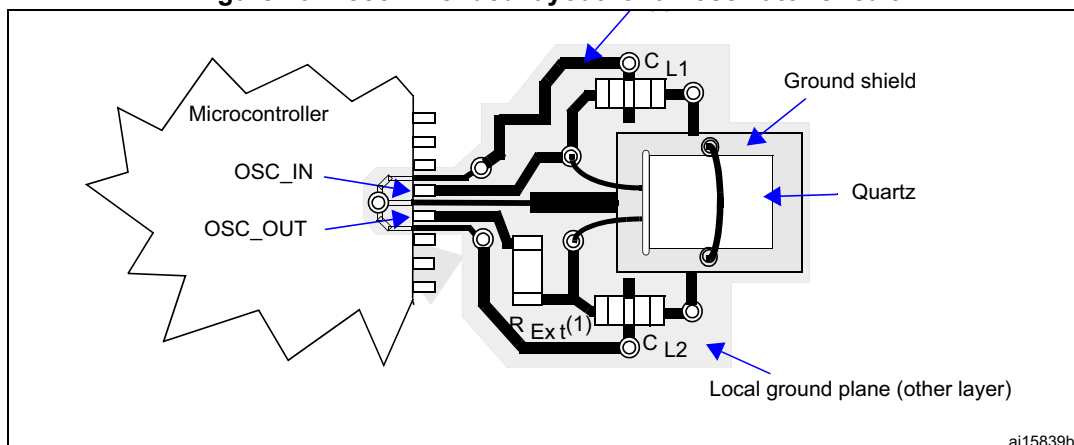 C L1
Ground shield
Microcontroller
OSC_IN
Quartz
OSC_OUT
R Ext(1)
C L2
Local ground plane (other layer)
ai15839b